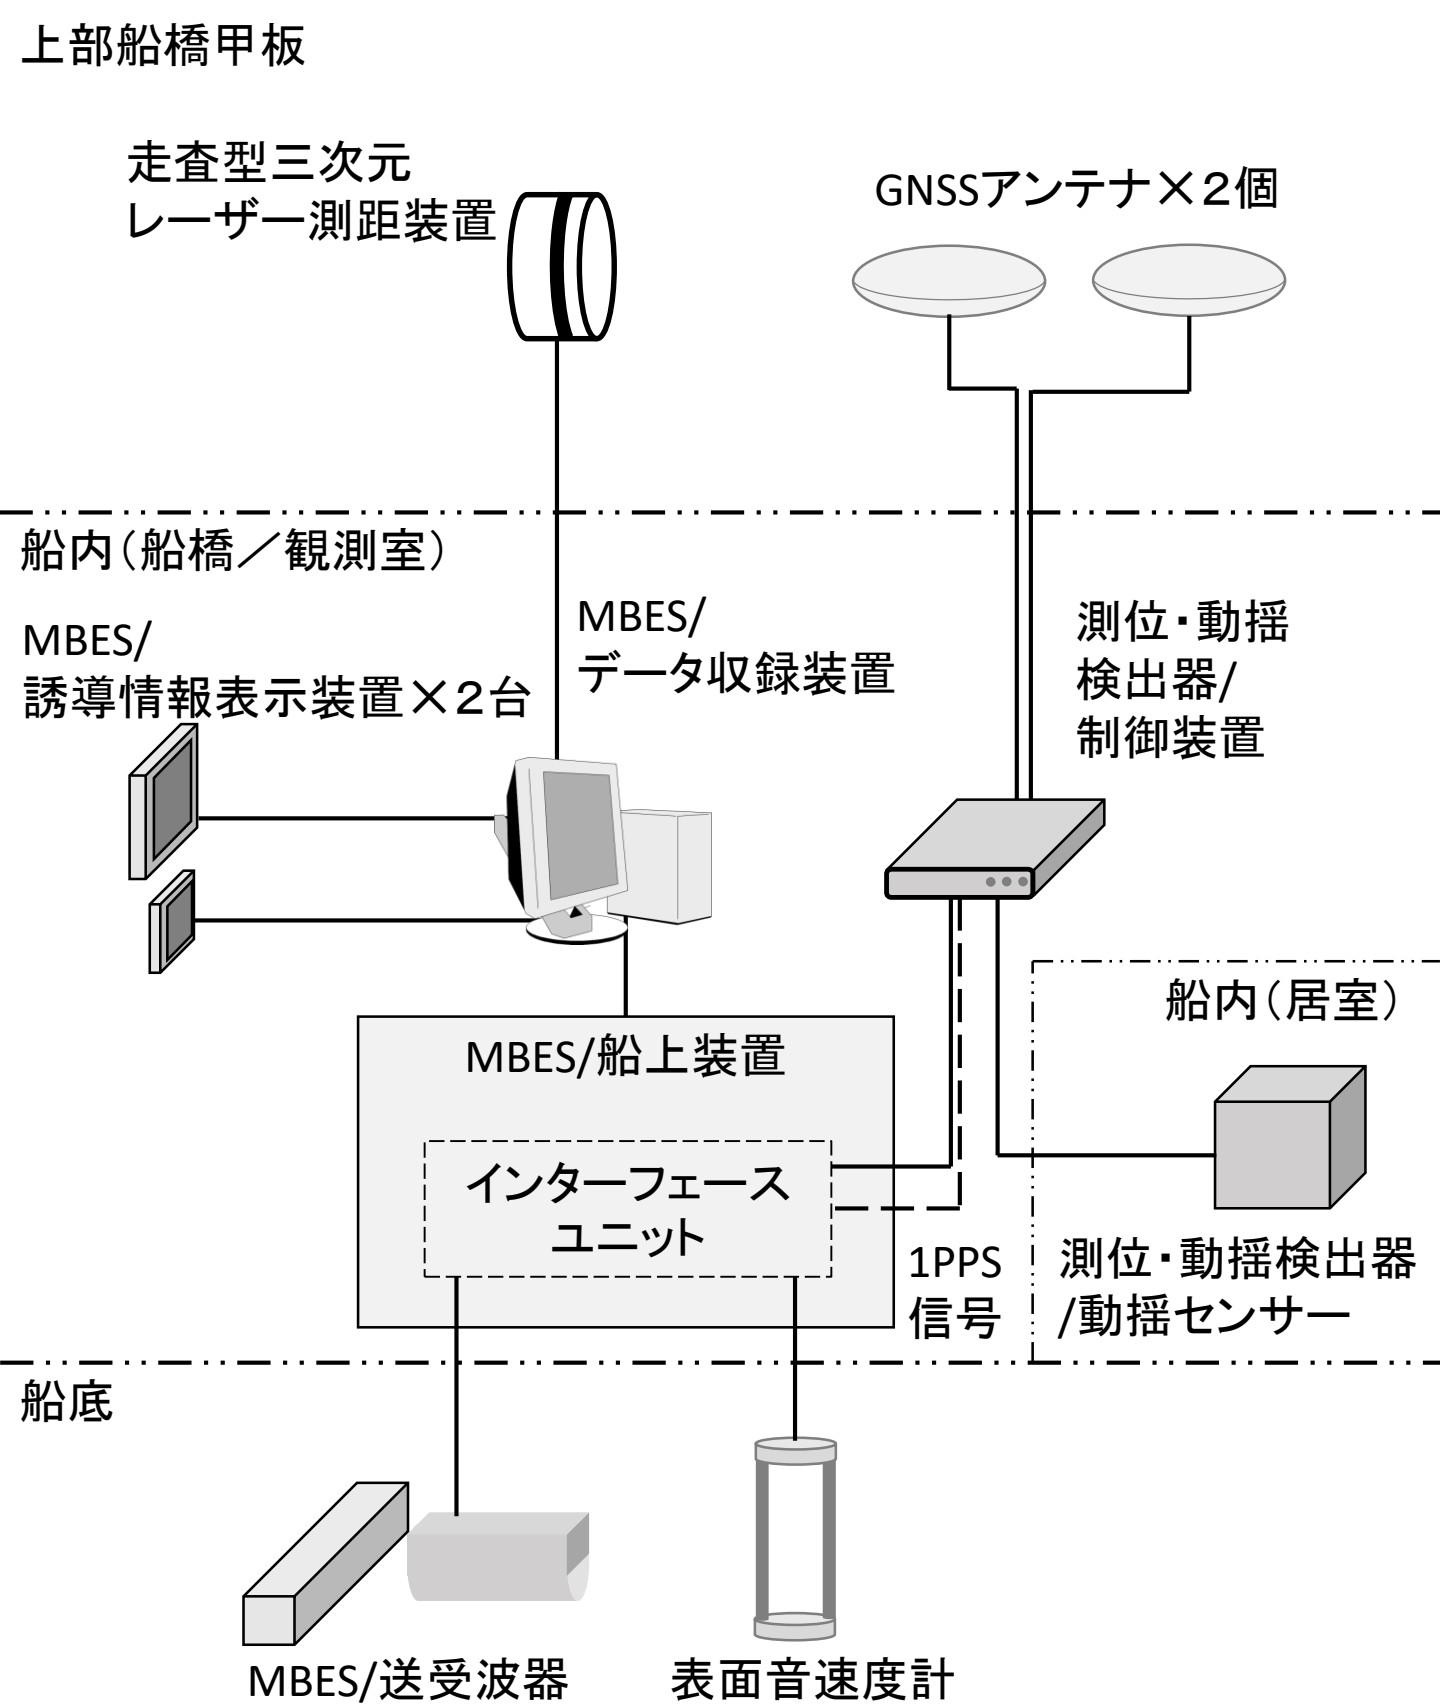 上部船橋甲板
走査型三次元
レーザー測距装置
GNSSアンテナ×2個
船内(船橋/観測室)
MBES/
誘導情報表示装置×2台
MBES/
データ収録装置
測位・動揺
検出器/
制御装置
船内(居室)
MBES/船上装置
インターフェース
ユニット
1PPS
信号
測位・動揺検出器
/動揺センサー
船底
MBES/送受波器
表面音速度計